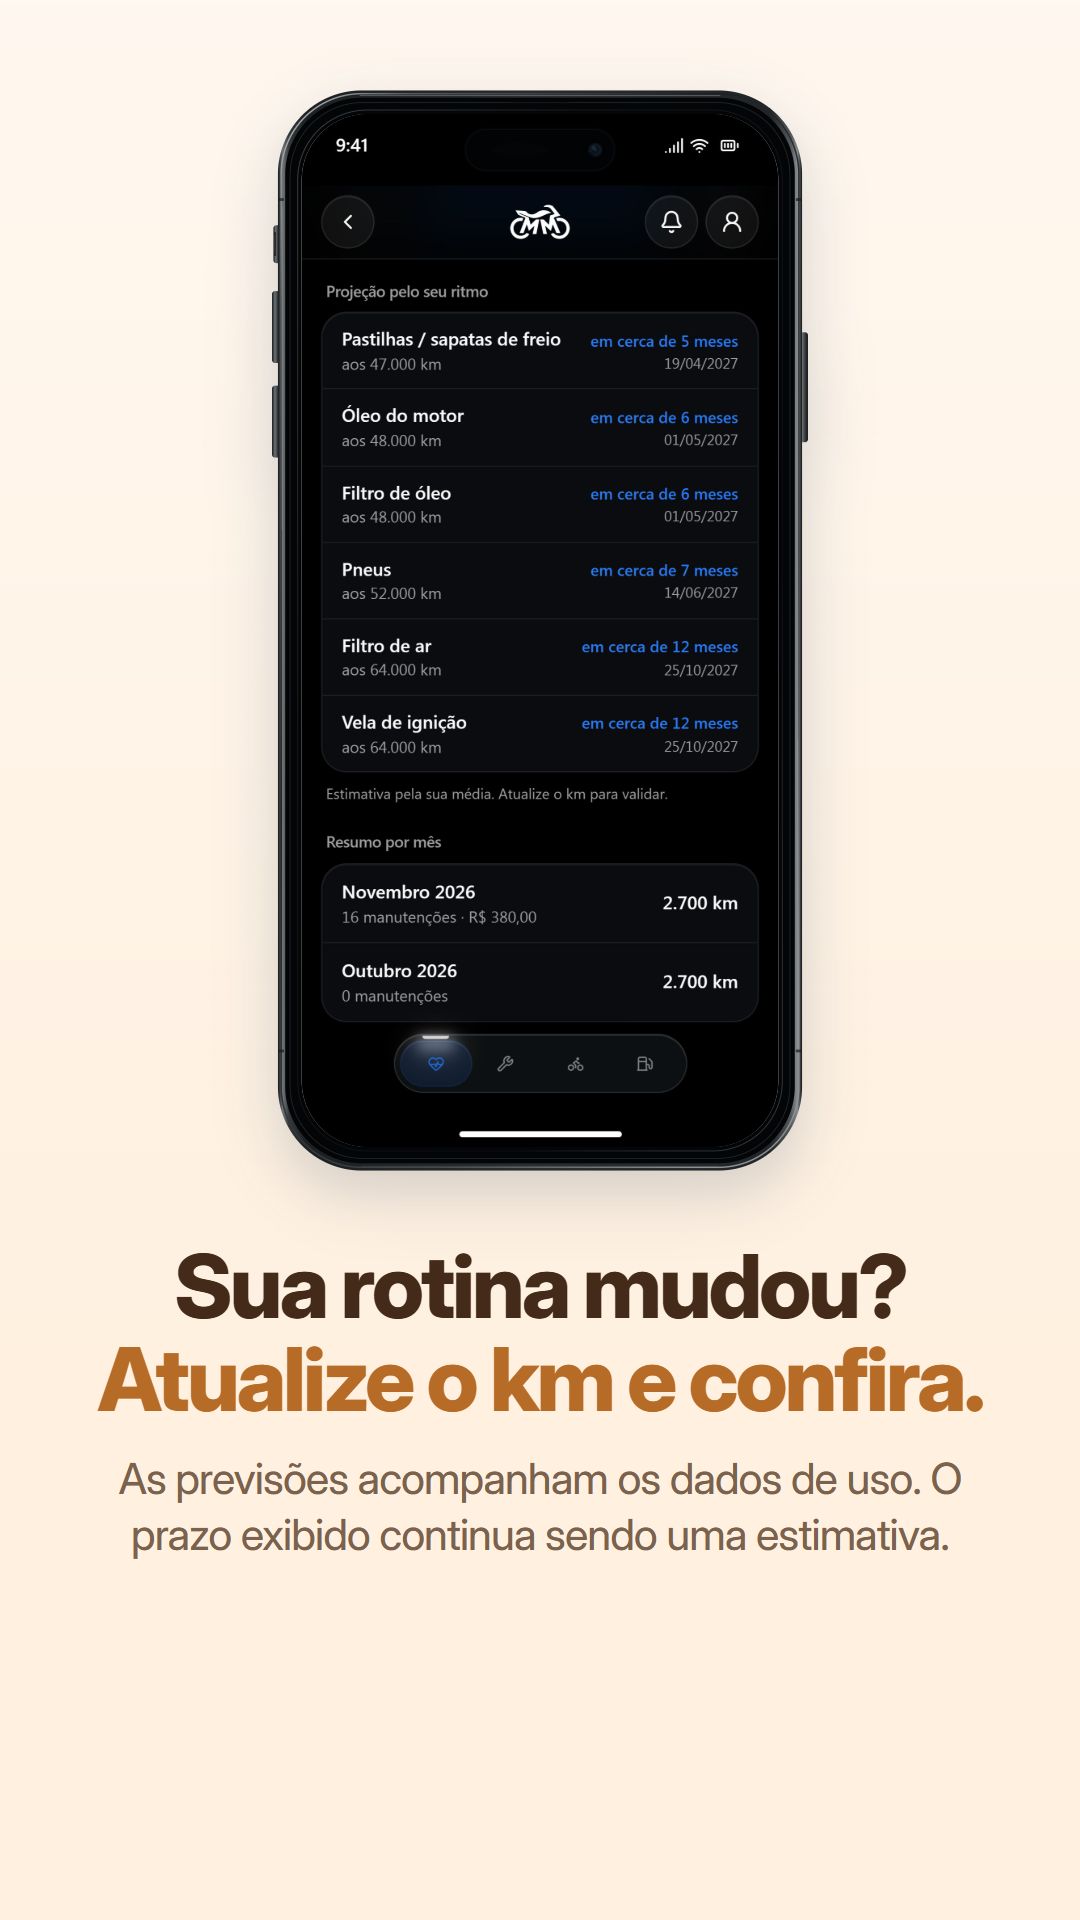 9:41
MM
Projeção pelo seu ritmo
Pastilhas / sapatas de freio
em cerca de 5 meses
aos 47.000 km
19/04/2027
Óleo do motor
em cerca de 6 meses
aos 48.000 km
01/05/2027
Filtro de óleo
em cerca de 6 meses
aos 48.000 km
01/05/2027
Pneus
em cerca de 7 meses
aos 52.000 km
14/06/2027
Filtro de ar
em cerca de 12 meses
aos 64.000 km
25/10/2027
Vela de ignição
em cerca de 12 meses
aos 64.000 km
25/10/2027
Estimativa pela sua média. Atualize o km para validar.
Resumo por mês
Novembro 2026
2.700 km
16 manutenções · R$ 380,00
Outubro 2026
2.700 km
0 manutenções
Sua rotina mudou?
Atualize o km e confira.
As previsões acompanham os dados de uso. O
prazo exibido continua sendo uma estimativa.